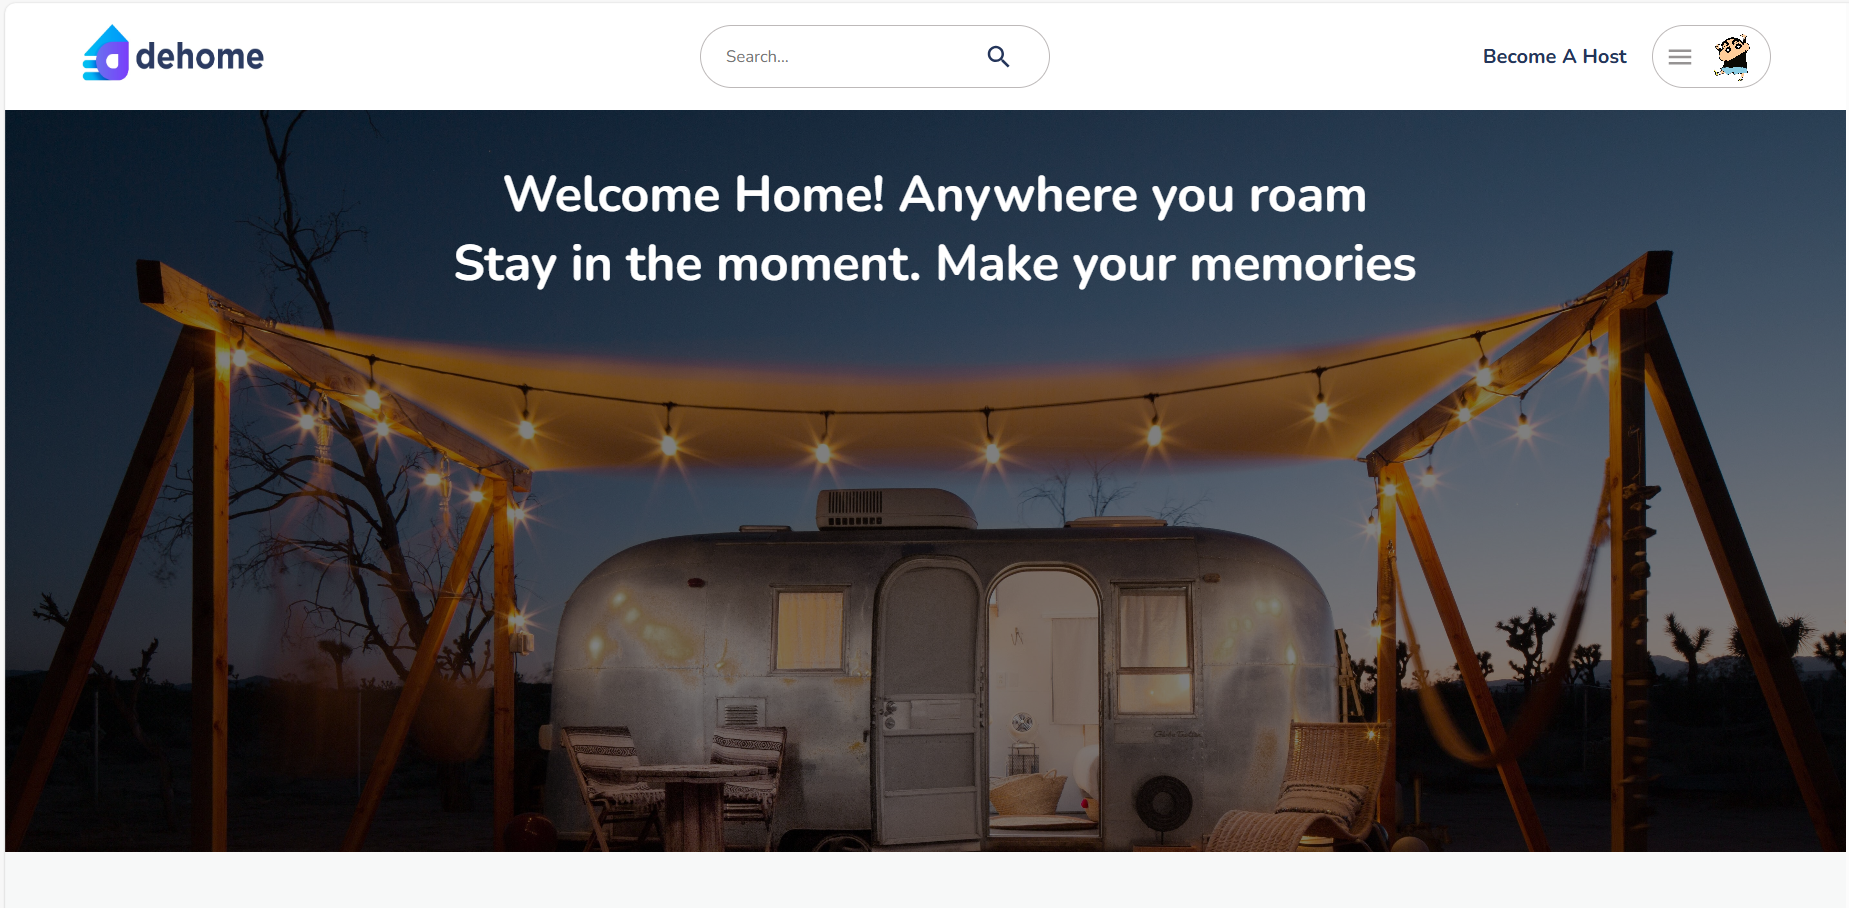 dehome
Search...
Become A Host
Welcome Home! Anywhere you roam
Stay in the moment. Make your memories